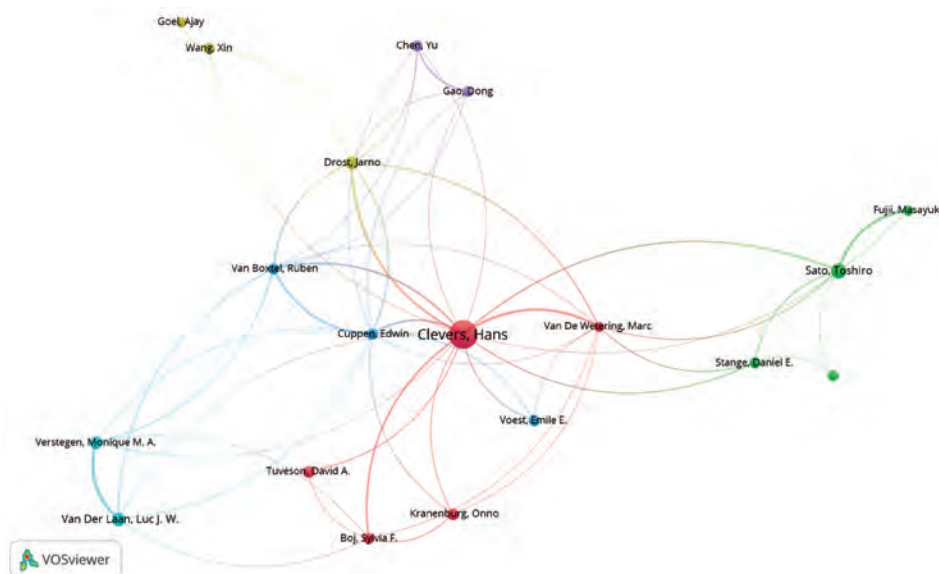 Goel, Ajay
Wang, Xin
Chen, Yu
Gao, Dong
Drost, Jarno
Fujii, Masayuk
Van Boxtel, Ruben
Sato, Toshiro
Cuppen, Edwin
Clevers, Hans
Van De Wetering, Marc
Stange, Daniel E.
Voest, Emile E.
Verstegen, Monique M. A.
Tuveson, David A.
Van Der Laan, Luc J. W.
Kranenburg, Onno
Boj, Sylvia F.
VOSviewer